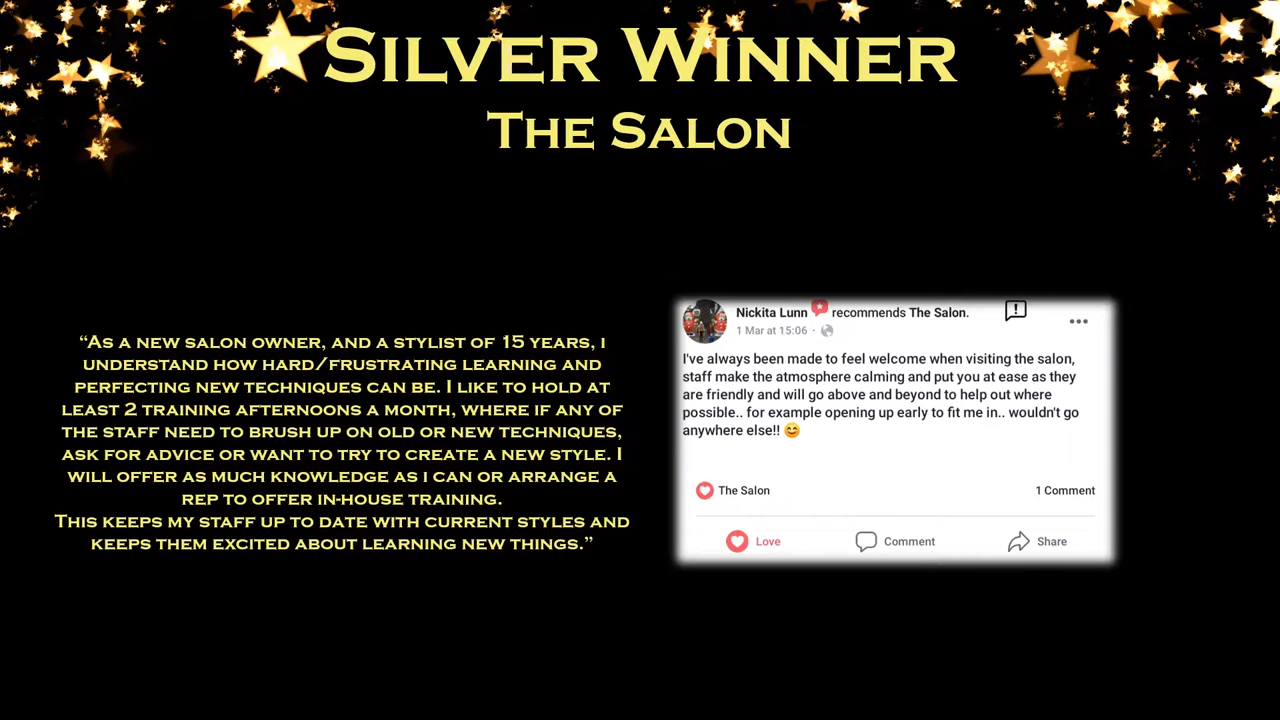 SILVER WINNER
THE SALON
“AS A NEW SALON OWNER, AND A STYLIST OF 15 YEARS, I
UNDERSTAND HOW HARD/FRUSTRATING LEARNING AND
PERFECTING NEW TECHNIQUES CAN BE. I LIKE TO HOLD AT
LEAST 2 TRAINING AFTERNOONS A MONTH, WHERE IF ANY OF
THE STAFF NEED TO BRUSH UP ON OLD OR NEW TECHNIQUES,
ASK FOR ADVICE OR WANT TO TRY TO CREATE A NEW STYLE. I
WILL OFFER AS MUCH KNOWLEDGE AS I CAN OR ARRANGE A
REP TO OFFER IN-HOUSE TRAINING.
THIS KEEPS MY STAFF UP TO DATE WITH CURRENT STYLES AND
KEEPS THEM EXCITED ABOUT LEARNING NEW THINGS.”
Nickita Lunn recommends The Salon.
1 Mar at 15:06 ·
I've always been made to feel welcome when visiting the salon,
staff make the atmosphere calming and put you at ease as they
are friendly and will go above and beyond to help out where
possible.. for example opening up early to fit me in.. wouldn't go
anywhere else!! 😊
The Salon 1 Comment
Love Comment Share